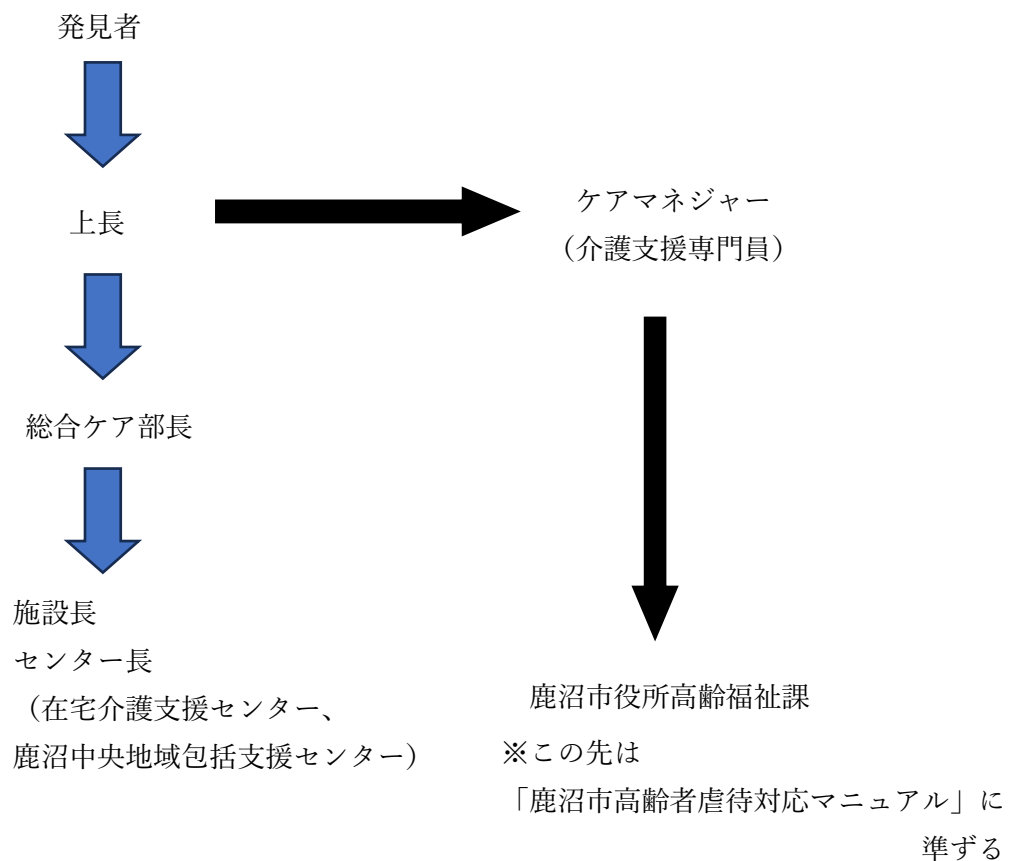 発見者
上長
ケアマネジャー
（介護支援専門員）
総合ケア部長
施設長
センター長
（在宅介護支援センター、
鹿沼中央地域包括支援センター）
鹿沼市役所高齢福祉課
※この先は
「鹿沼市高齢者虐待対応マニュアル」に
準ずる